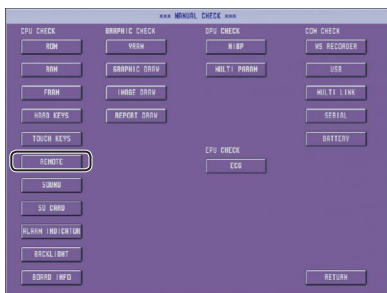 *** MANUAL CHECK ***
CPU CHECK
ROM
RAM
FRAM
HARD KEYS
TOUCH KEYS
REMOTE
SOUND
SD CARD
ALARM INDICATOR
BACKLIGHT
BOARD INFO
GRAPHIC CHECK
VRAM
GRAPHIC DRAW
IMAGE DRAW
REPORT DRAW
DPU CHECK
NIBP
MULTI PARAM
EPU CHECK
ECG
COM CHECK
WS RECORDER
USB
MULTI LINK
SERIAL
BATTERY
RETURN